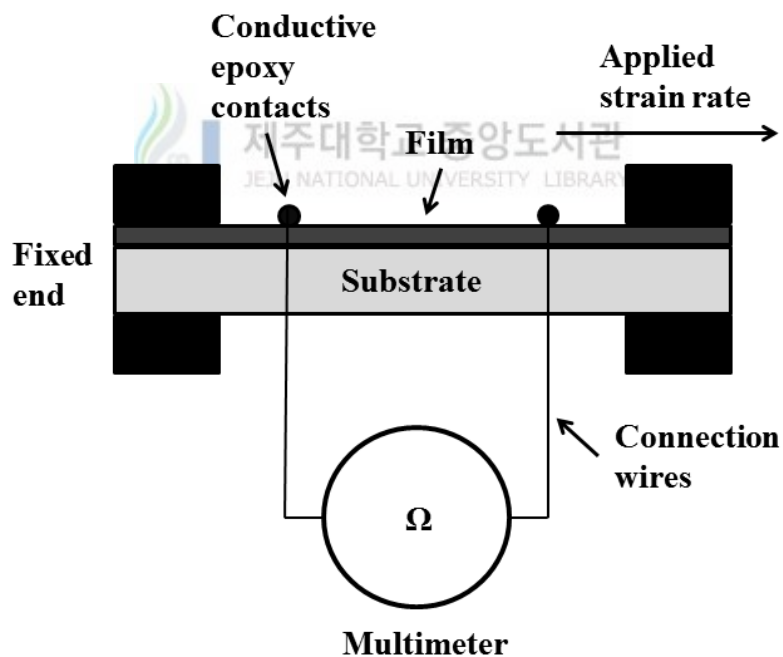 Conductive
epoxy
contacts
Applied
strain rate
제주대학교 중앙도서관
JEJU NATIONAL UNIVERSITY LIBRARY
Film
Fixed
end
Substrate
Connection
wires
Ω
Multimeter